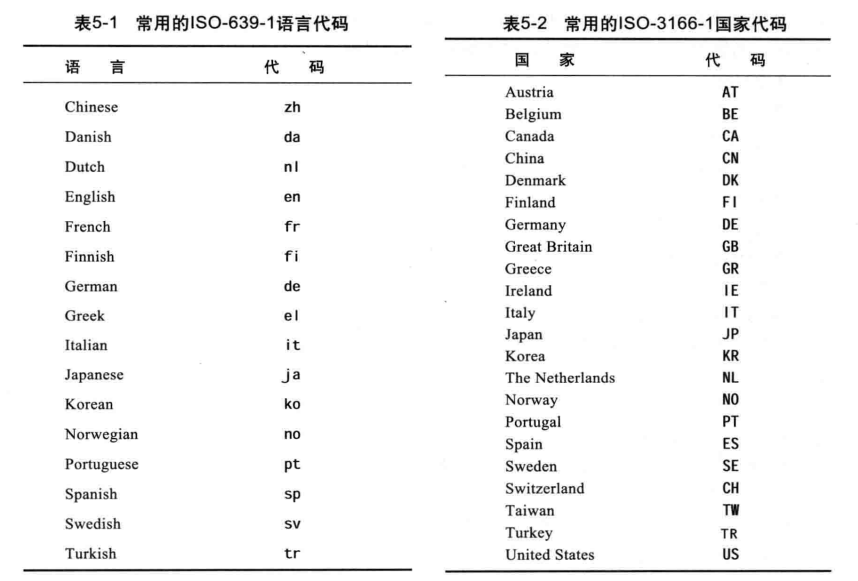 表5-1 常用的ISO-639-1语言代码
语 言 代 码
Chinese zh
Danish da
Dutch nl
English en
French fr
Finnish fi
German de
Greek el
Italian it
Japanese ja
Korean ko
Norwegian no
Portuguese pt
Spanish sp
Swedish sv
Turkish tr
表5-2 常用的ISO-3166-1国家代码
国 家 代 码
Austria AT
Belgium BE
Canada CA
China CN
Denmark DK
Finland FI
Germany DE
Great Britain GB
Greece GR
Ireland IE
Italy IT
Japan JP
Korea KR
The Netherlands NL
Norway NO
Portugal PT
Spain ES
Sweden SE
Switzerland CH
Taiwan TW
Turkey TR
United States US